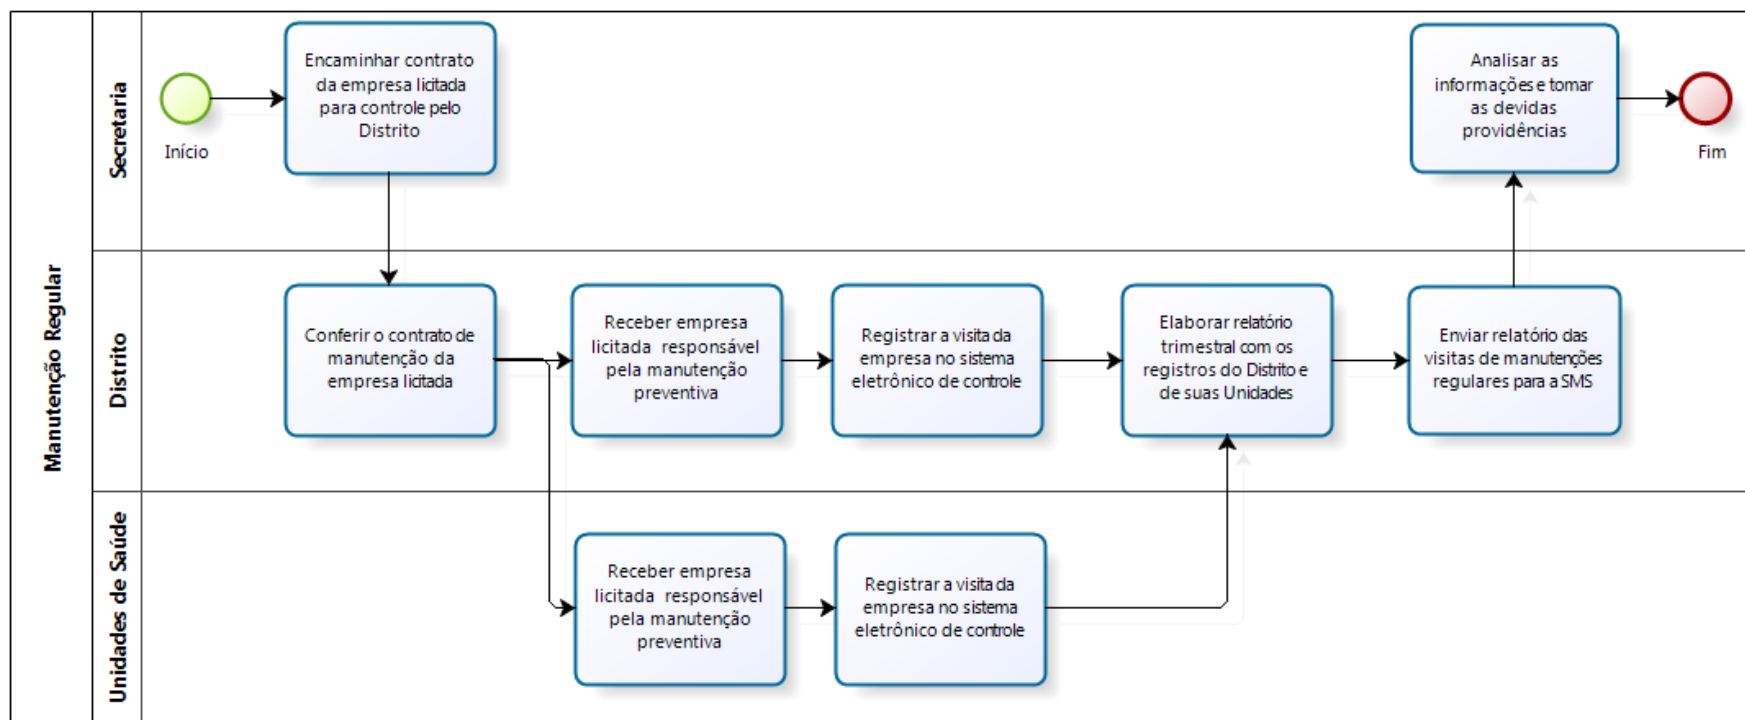 Manutenção Regular
Secretaria
Início
Encaminhar contrato
da empresa licitada
para controle pelo
Distrito
Analisar as
informações e tomar
as devidas
providências
Fim
Distrito
Conferir o contrato de
manutenção da
empresa licitada
Receber empresa
licitada responsável
pela manutenção
preventiva
Registrar a visita da
empresa no sistema
eletrônico de controle
Elaborar relatório
trimestral com os
registros do Distrito e
de suas Unidades
Enviar relatório das
visitas de manutenções
regulares para a SMS
Unidades de Saúde
Receber empresa
licitada responsável
pela manutenção
preventiva
Registrar a visita da
empresa no sistema
eletrônico de controle